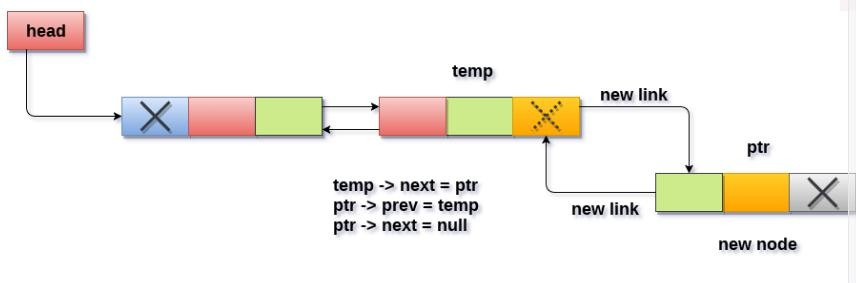 head
temp
new link
ptr
temp -> next = ptr
ptr -> prev = temp
ptr -> next = null
new link
new node